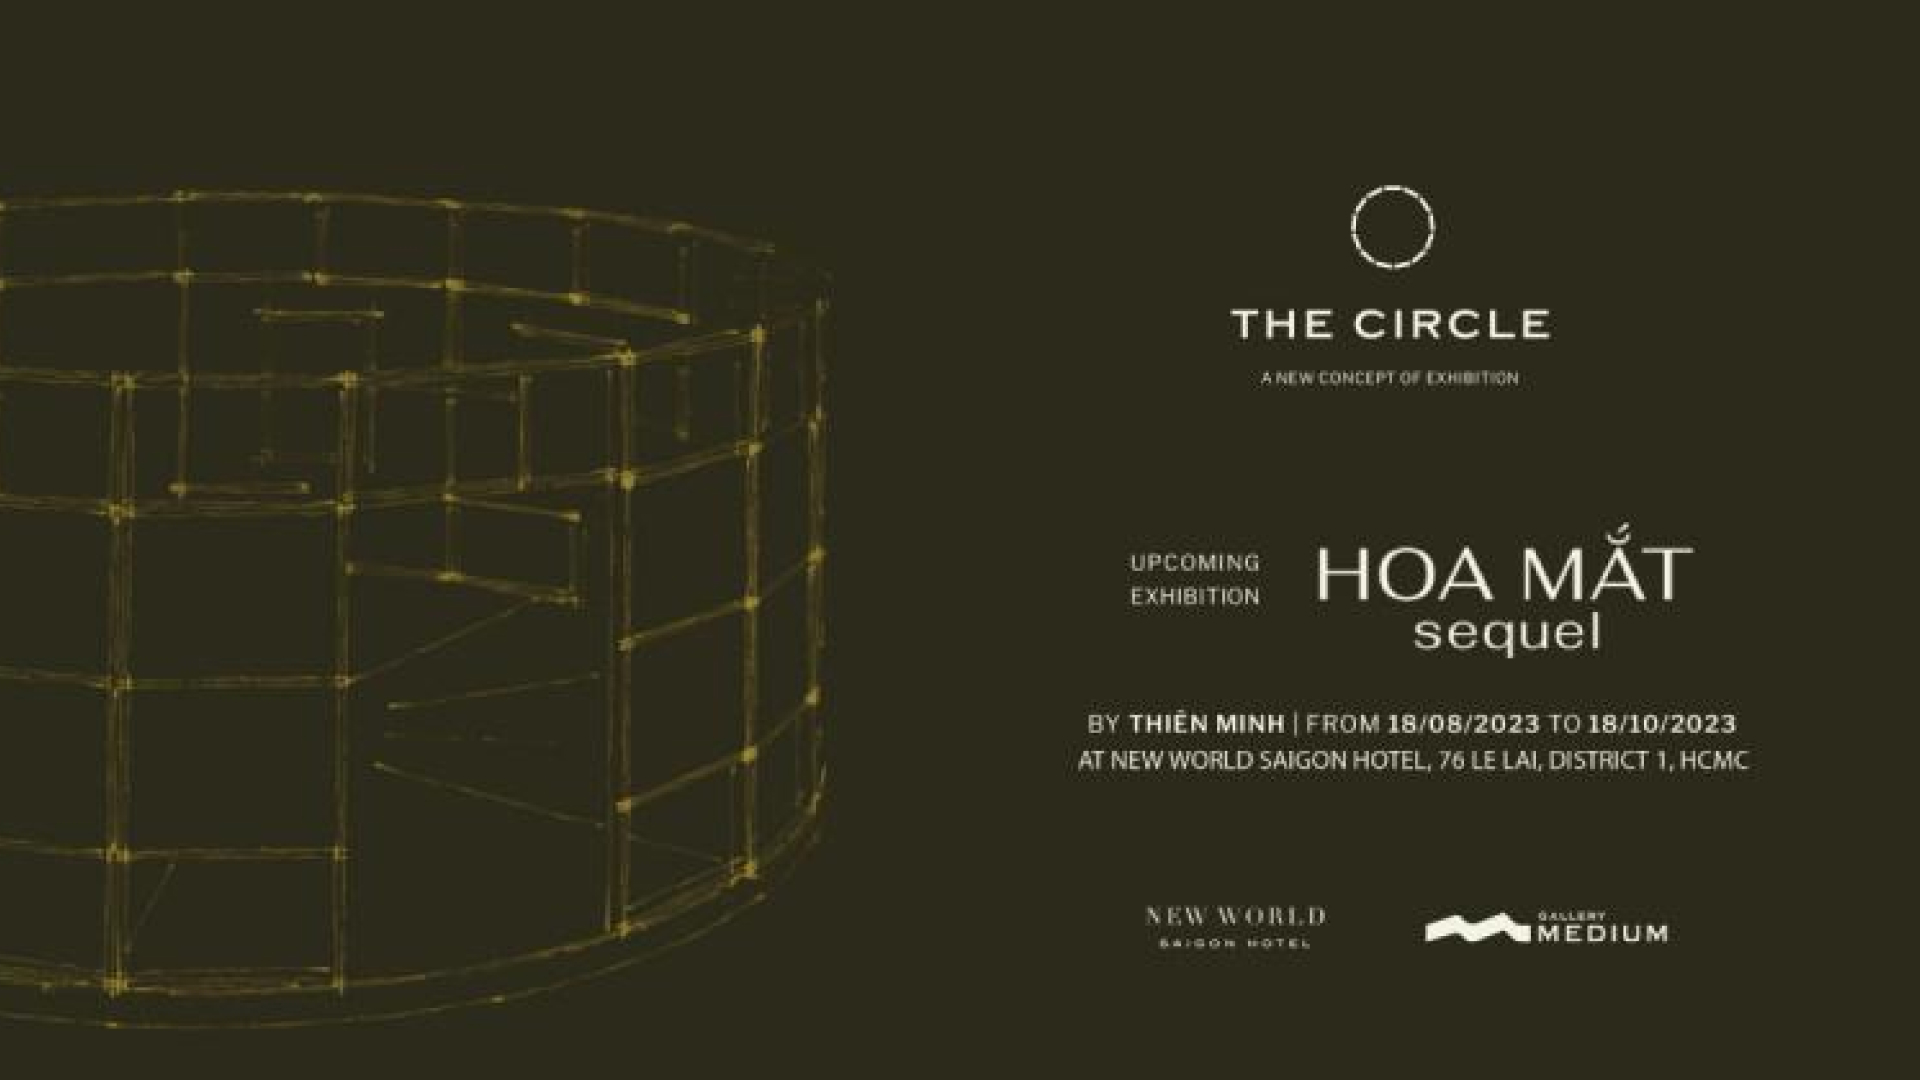 THE CIRCLE
A NEW CONCEPT OF EXHIBITION
UPCOMING
EXHIBITION
HOA MẮT
sequel
BY THIÊN MINH | FROM 18/08/2023 TO 18/10/2023
AT NEW WORLD SAIGON HOTEL, 76 LE LAI, DISTRICT 1, HCMC
NEW WORLD
SAIGON HOTEL
GALLERY
MEDIUM